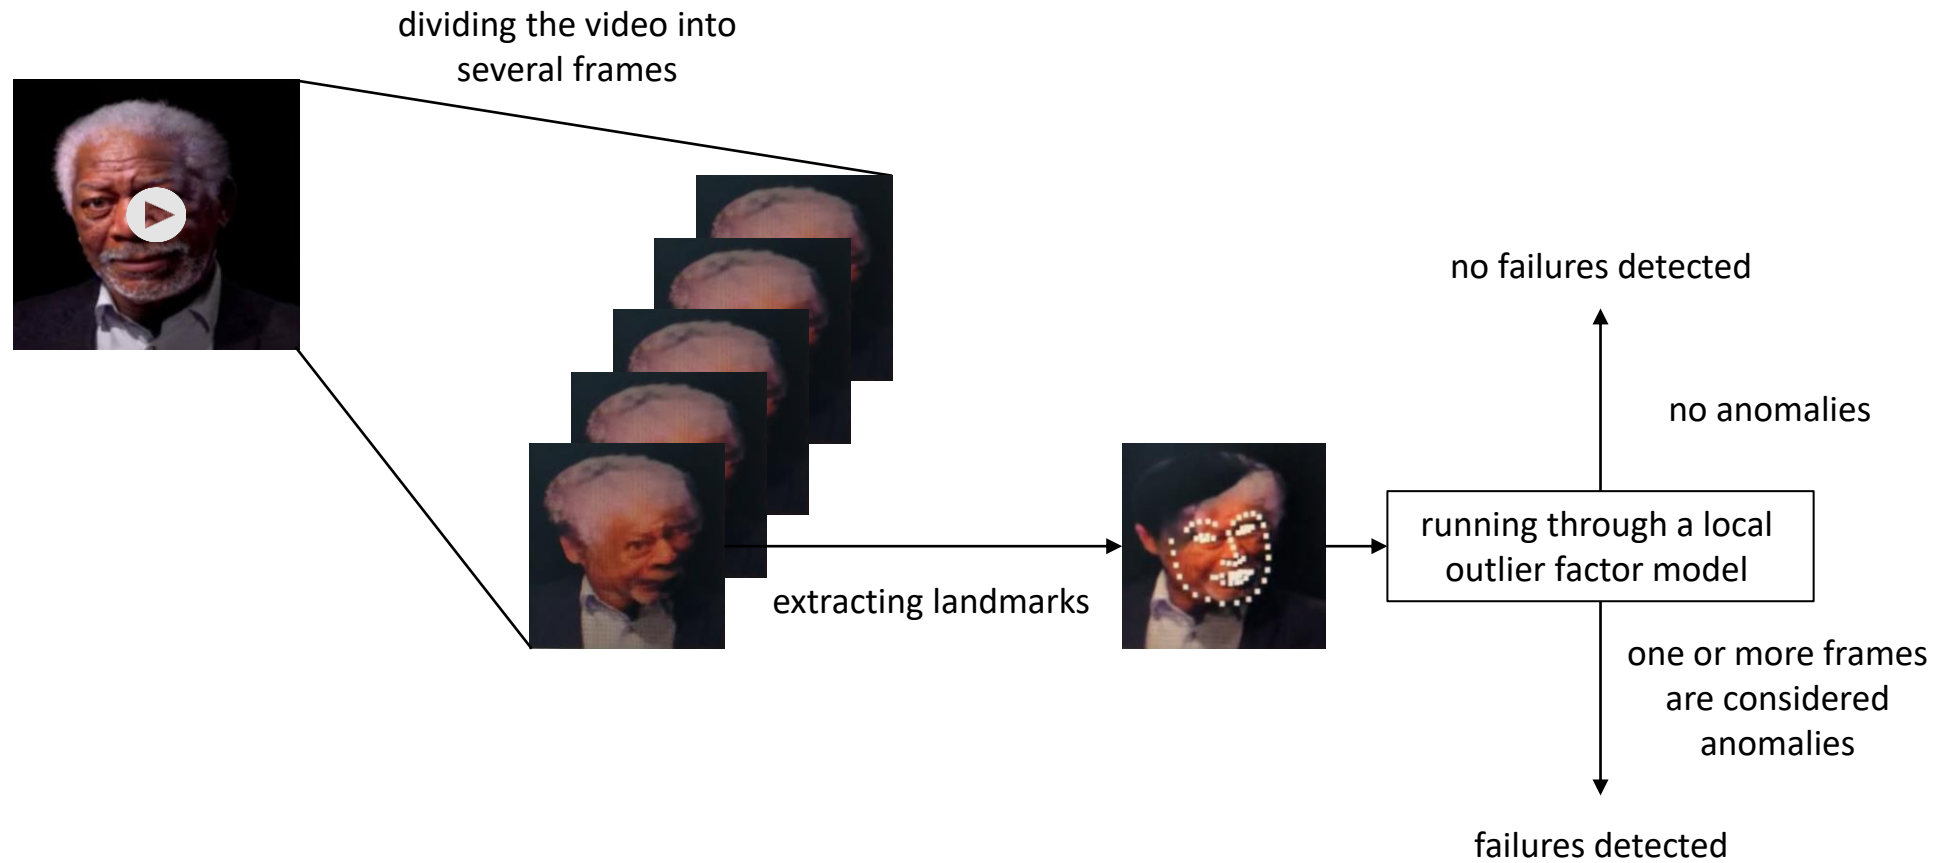 dividing the video into
several frames
extracting landmarks
running through a local
outlier factor model
no failures detected
no anomalies
one or more frames
are considered
anomalies
failures detected